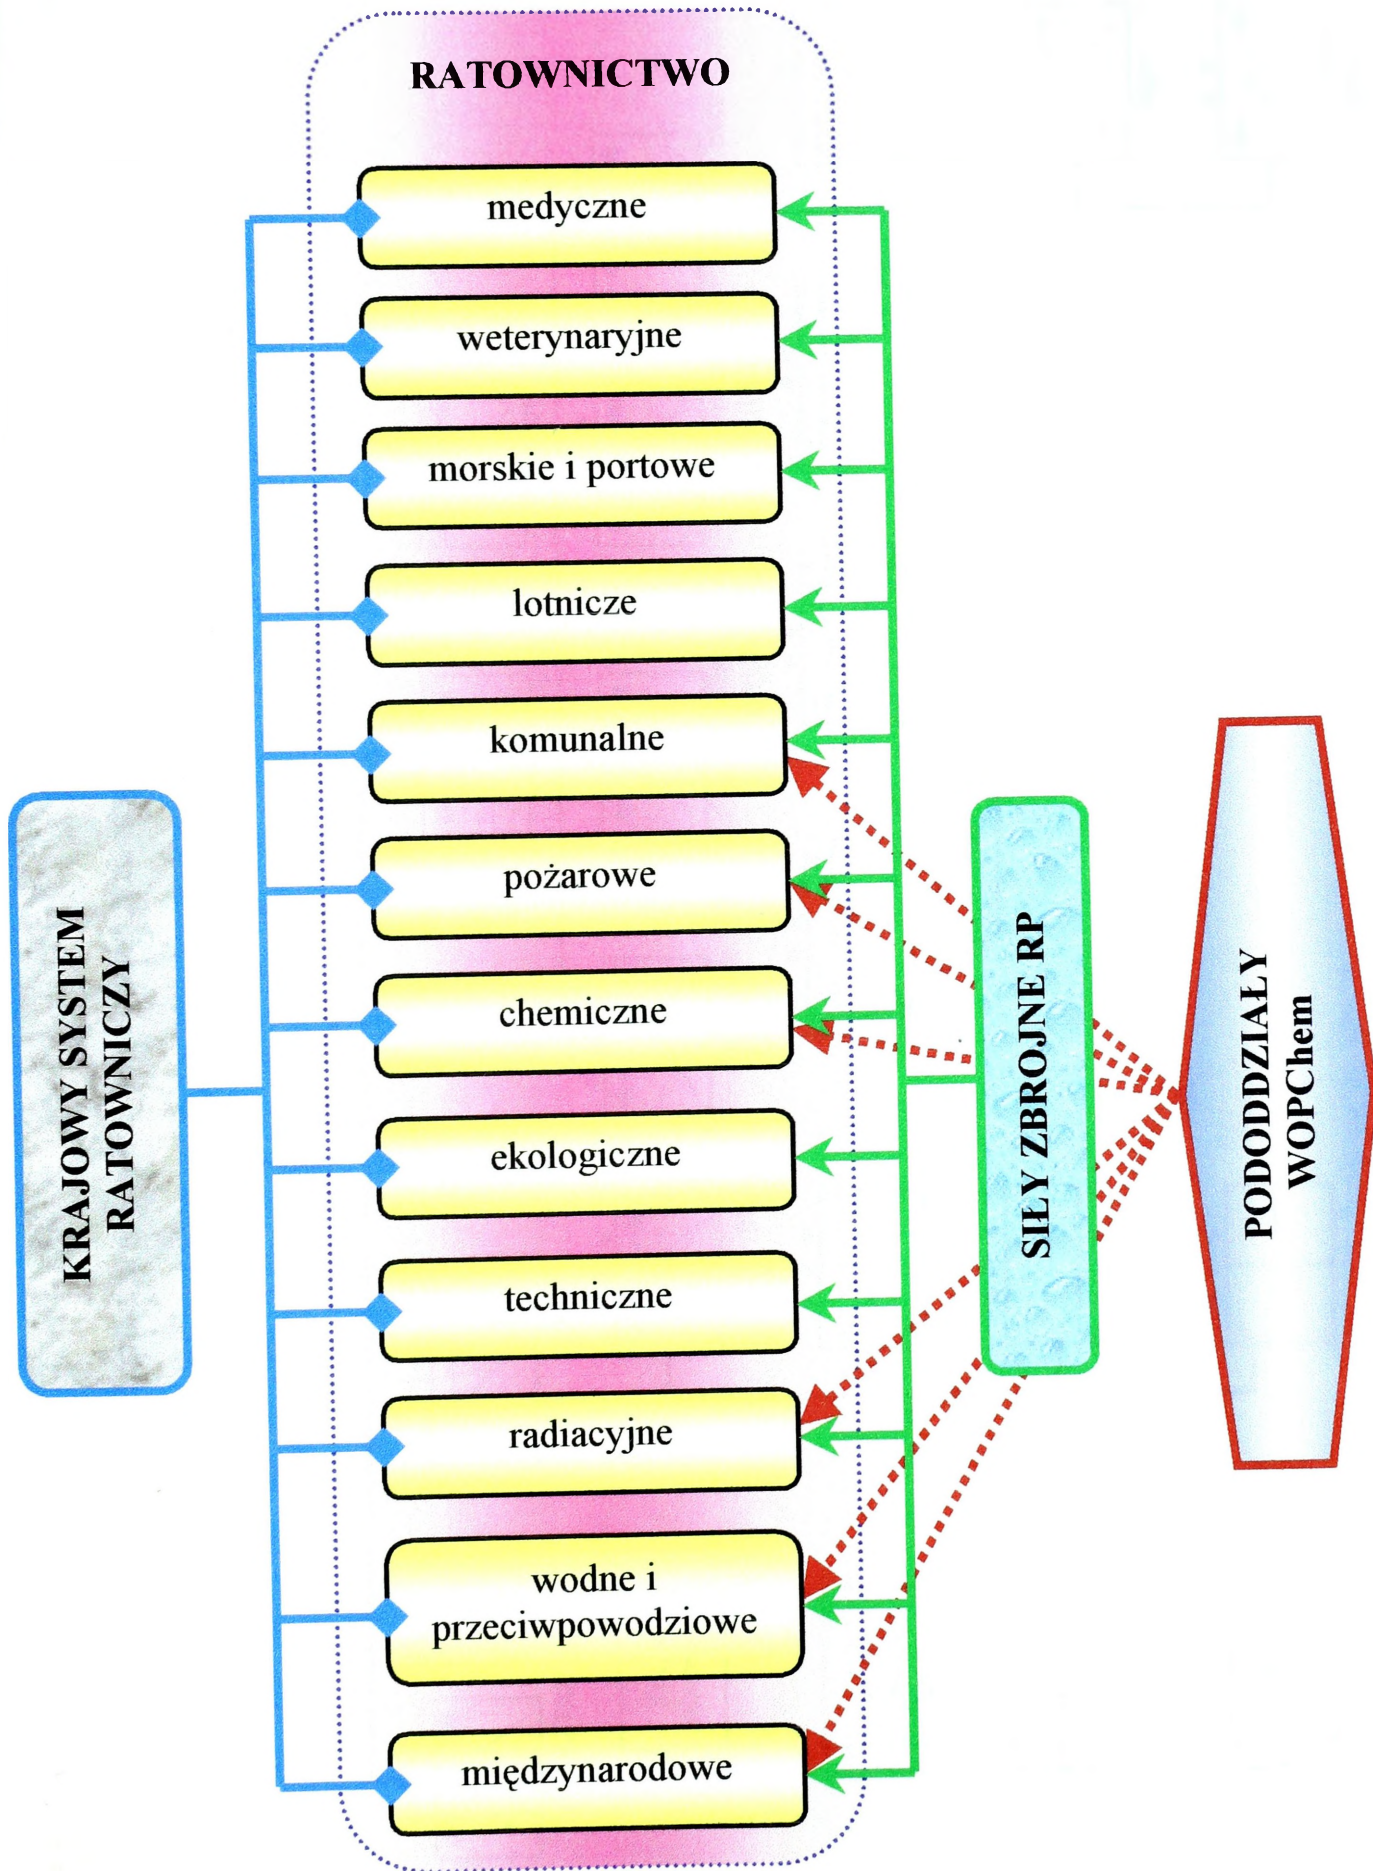 RATOWNICTWO
medyczne
weterynaryjne
morskie i portowe
lotnicze
komunalne
pożarowe
chemiczne
ekologiczne
techniczne
radiacyjne
wodne i
przeciwpowodziowe
międzynarodowe
KRAJOWY SYSTEM
RATOWNICZY
SIŁY ZBROJNE RP
PODODDZIAŁY
WOPChem